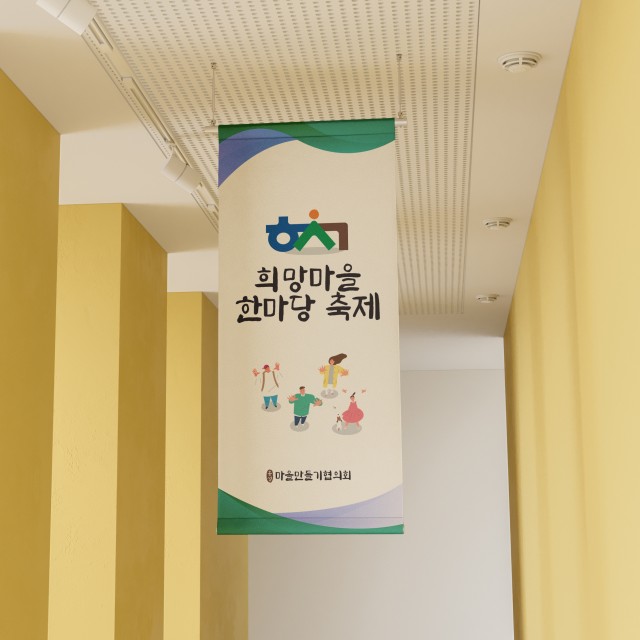 희망마을
한마당 축제
마을만들기협의회